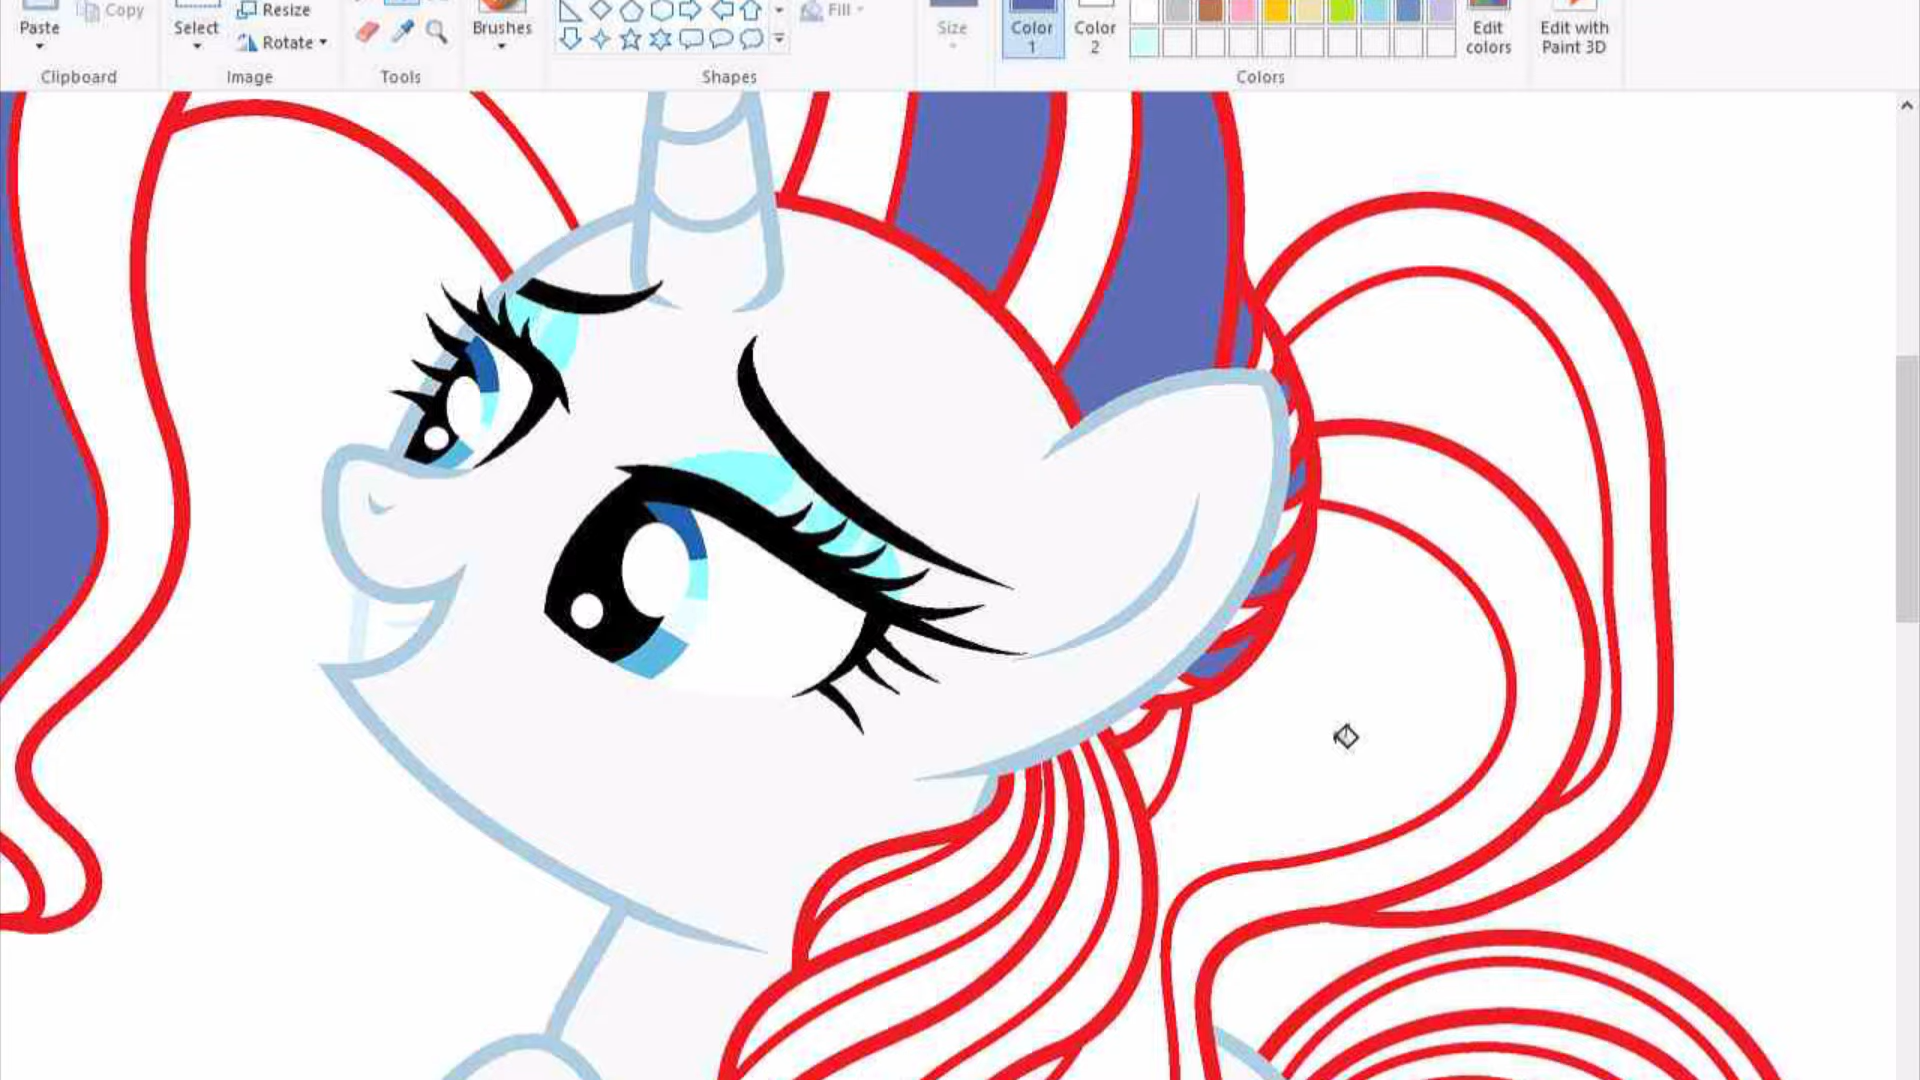 Paste
Copy
Select
Resize
Rotate
Brushes
Fill
Size
Color
1
Color
2
Edit
colors
Edit with
Paint 3D
Clipboard
Image
Tools
Shapes
Colors